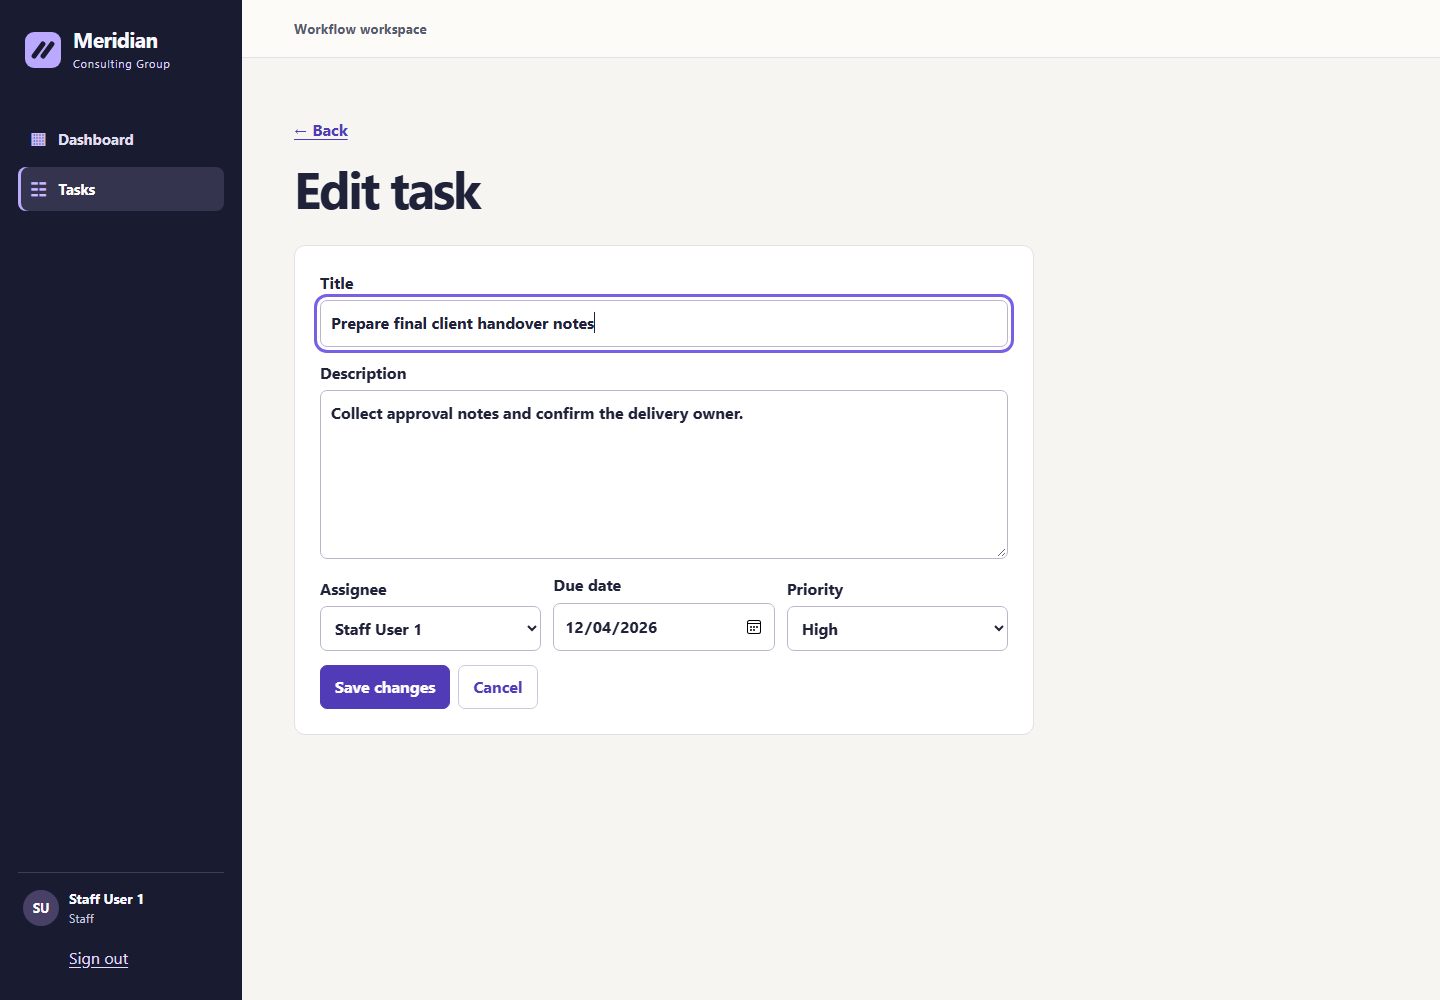 Meridian
Consulting Group
Dashboard
Tasks
Staff User 1
SU
Staff
Sign out
Workflow workspace
← Back
Edit task
Title
Prepare final client handover notes
Description
Collect approval notes and confirm the delivery owner.
Assignee
Due date
Priority
Staff User 1
12/04/2026
High
Save changes
Cancel